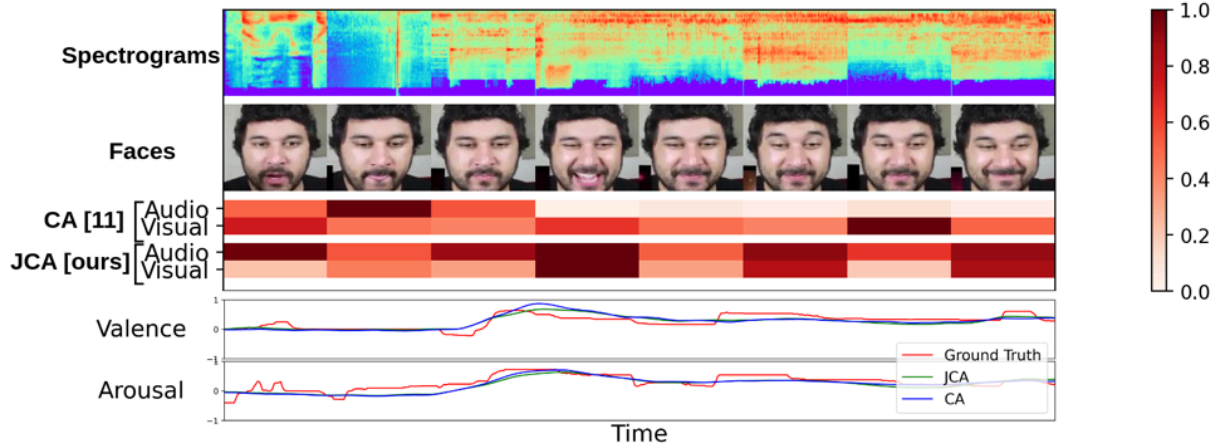 Spectrograms
1.0
0.8
0.6
0.4
0.2
0.0
Faces
CA [11]
Audio
Visual
JCA [ours]
Audio
Visual
Valence
1
0
−1
Ground Truth
JCA
CA
Arousal
1
0
−1
Time